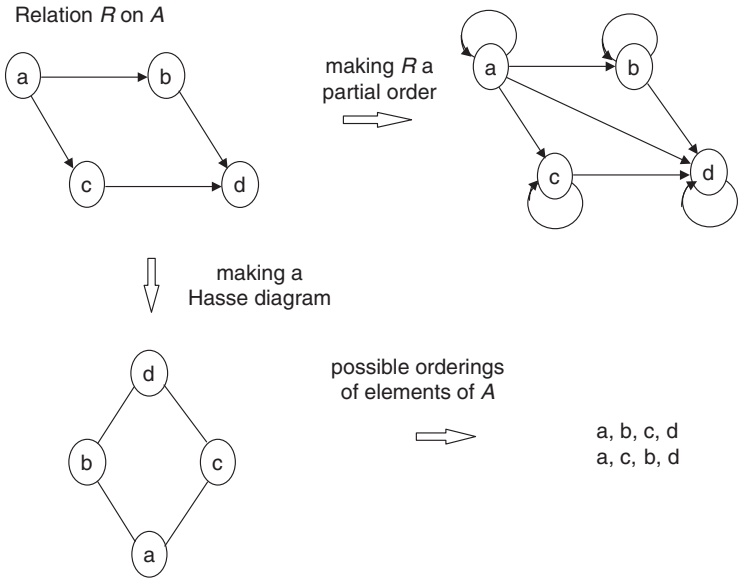 Relation R on A
a
b
c
d
making R a
partial order
a
b
c
d
making a
Hasse diagram
d
b
c
a
possible orderings
of elements of A
a, b, c, d
a, c, b, d